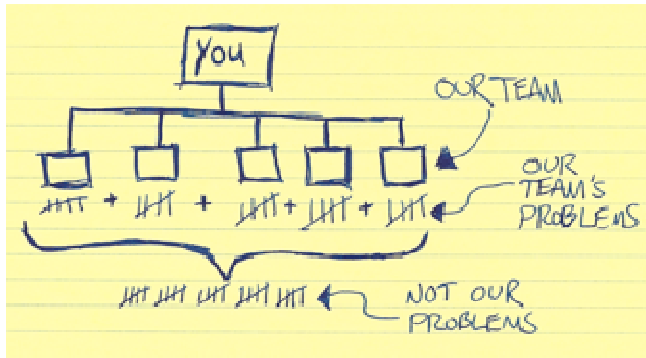 You
OUR TEAM
OUR
TEAM'S
PROBLEMS
+ + + +
NOT OUR
PROBLEMS